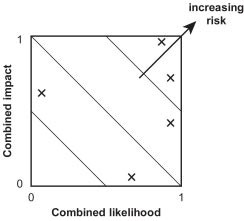 increasing
risk
1
Combined impact
0
0
1
Combined likelihood